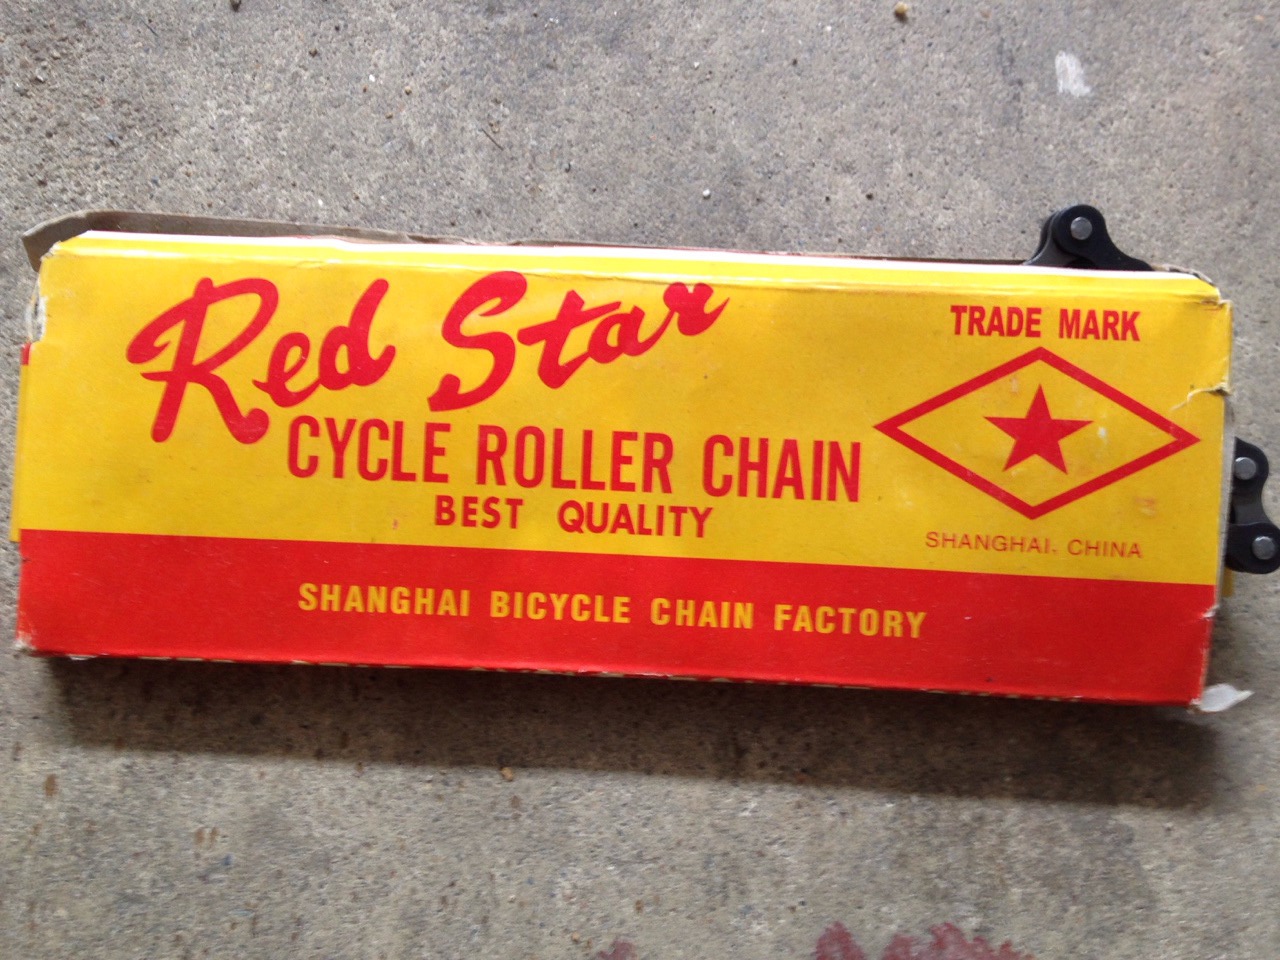 Red Star
CYCLE ROLLER CHAIN
BEST QUALITY
TRADE MARK
SHANGHAI, CHINA
SHANGHAI BICYCLE CHAIN FACTORY